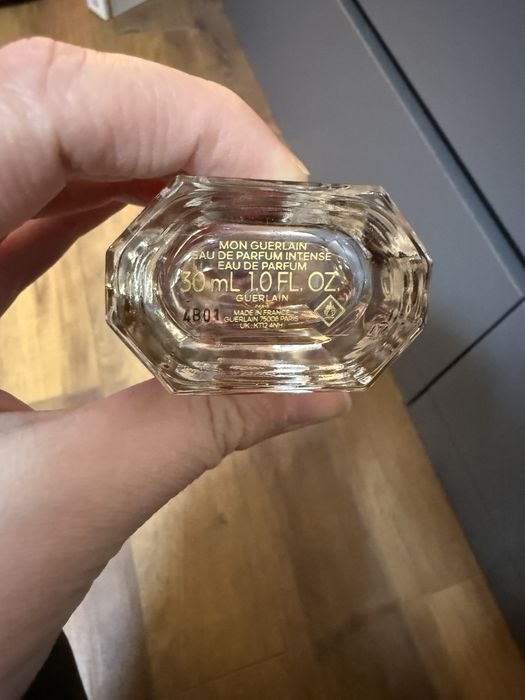 MON GUERLAIN
EAU DE PARFUM INTENSE
EAU DE PARFUM
30 mL 1.0 FL. OZ.
GUERLAIN
PARIS
4B01
MADE IN FRANCE
GUERLAIN 75008 PARIS
UK : KT12 4NH